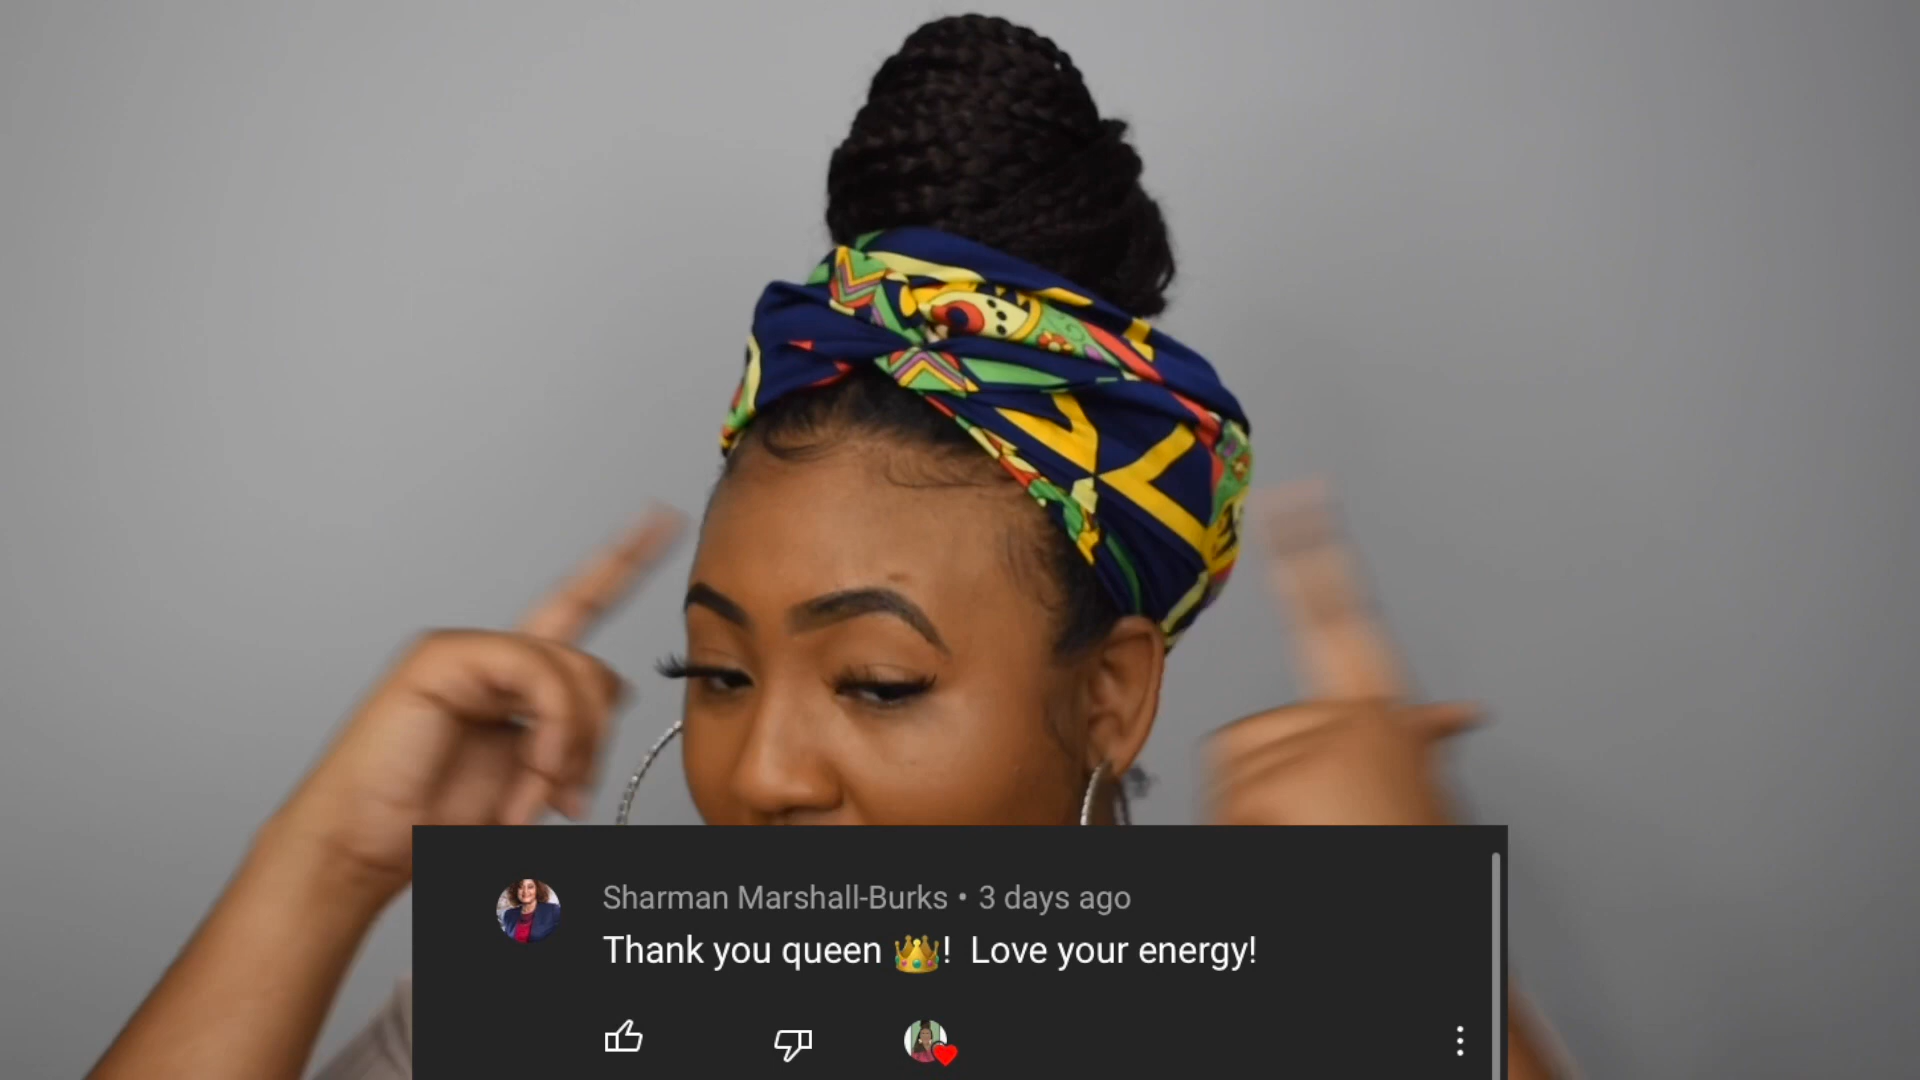 Sharman Marshall-Burks • 3 days ago
Thank you queen 👑!  Love your energy!